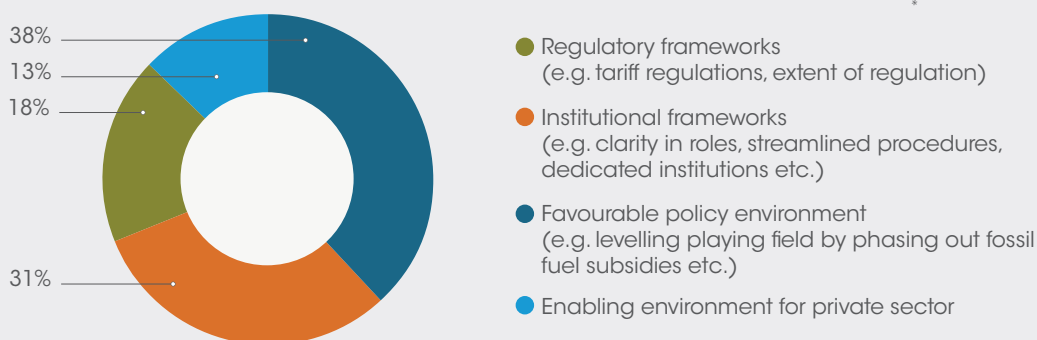 *
38%
13%
18%
31%
Regulatory frameworks
(e.g. tariff regulations, extent of regulation)
Institutional frameworks
(e.g. clarity in roles, streamlined procedures,
dedicated institutions etc.)
Favourable policy environment
(e.g. levelling playing field by phasing out fossil
fuel subsidies etc.)
Enabling environment for private sector